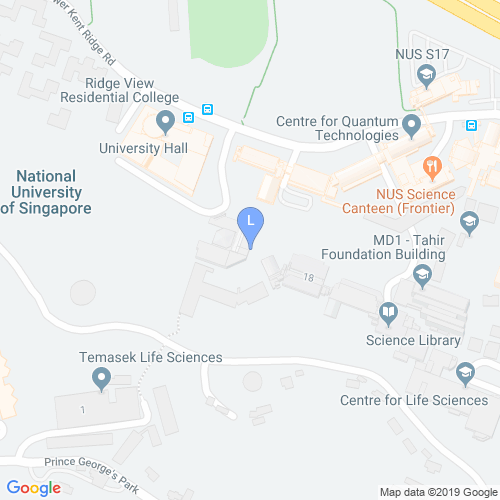 Lower Kent Ridge Rd
NUS S17
Ridge View
Residential College
Centre for Quantum
Technologies
University Hall
National
University
of Singapore
NUS Science
Canteen (Frontier)
L
MD1 - Tahir
Foundation Building
18
Science Library
Temasek Life Sciences
Centre for Life Sciences
1
Prince George's Park
Google
Map data ©2019 Google